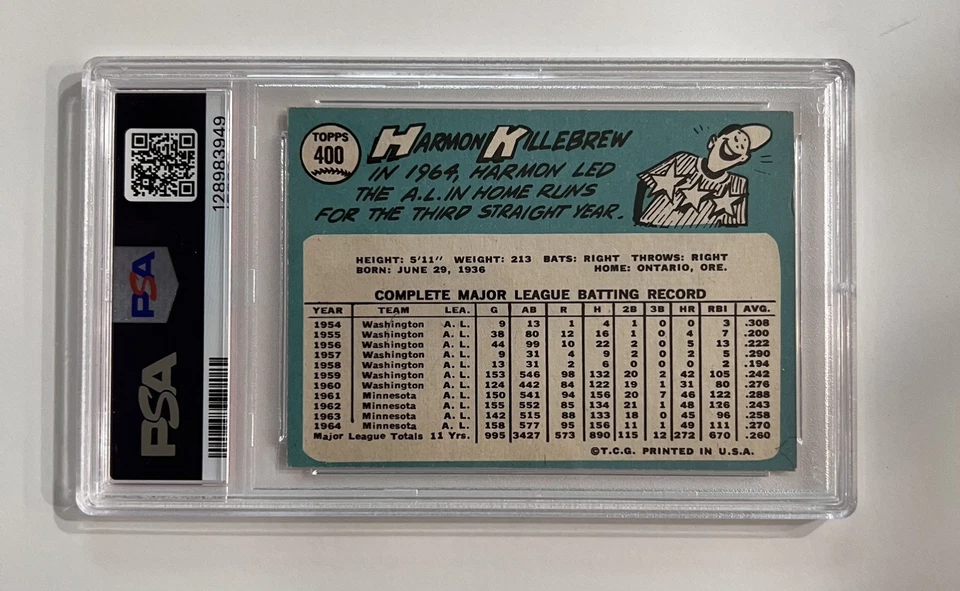 128983949
PSA
PSA
TOPPS
400
HARMON KILLEBREW
IN 1964, HARMON LED
THE A.L. IN HOME RUNS
FOR THE THIRD STRAIGHT YEAR.
HEIGHT: 5'11" WEIGHT: 213 BATS: RIGHT THROWS: RIGHT
BORN: JUNE 29, 1936 HOME: ONTARIO, ORE.
COMPLETE MAJOR LEAGUE BATTING RECORD
YEAR TEAM LEA. G AB R H 2B 3B HR RBI AVG.
1954 Washington A. L. 9 13 1 4 1 0 0 3 .308
1955 Washington A. L. 38 80 12 16 1 0 4 7 .200
1956 Washington A. L. 44 99 10 22 2 0 5 13 .222
1957 Washington A. L. 9 31 4 9 2 0 2 5 .290
1958 Washington A. L. 13 31 2 6 0 0 0 2 .194
1959 Washington A. L. 153 546 98 132 20 2 42 105 .242
1960 Washington A. L. 124 442 84 122 19 1 31 80 .276
1961 Minnesota A. L. 150 541 94 156 20 7 46 122 .288
1962 Minnesota A. L. 155 552 85 134 21 1 48 126 .243
1963 Minnesota A. L. 142 515 88 133 18 0 45 96 .258
1964 Minnesota A. L. 158 577 95 156 11 1 49 111 .270
Major League Totals 11 Yrs. 995 3427 573 890 115 12 272 670 .260
©T.C.G. PRINTED IN U.S.A.